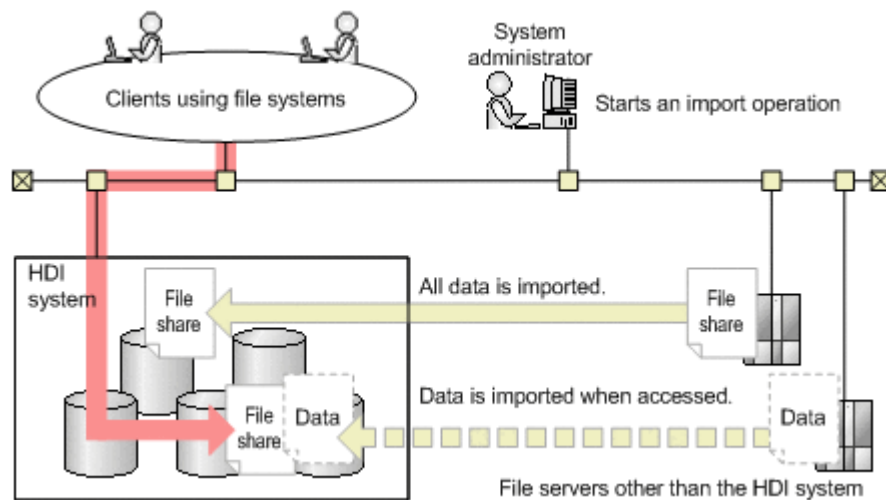 System
administrator
Clients using file systems
Starts an import operation
HDI
system
File
share
All data is imported.
File
share
Data is imported when accessed.
File
share
Data
Data
File servers other than the HDI system